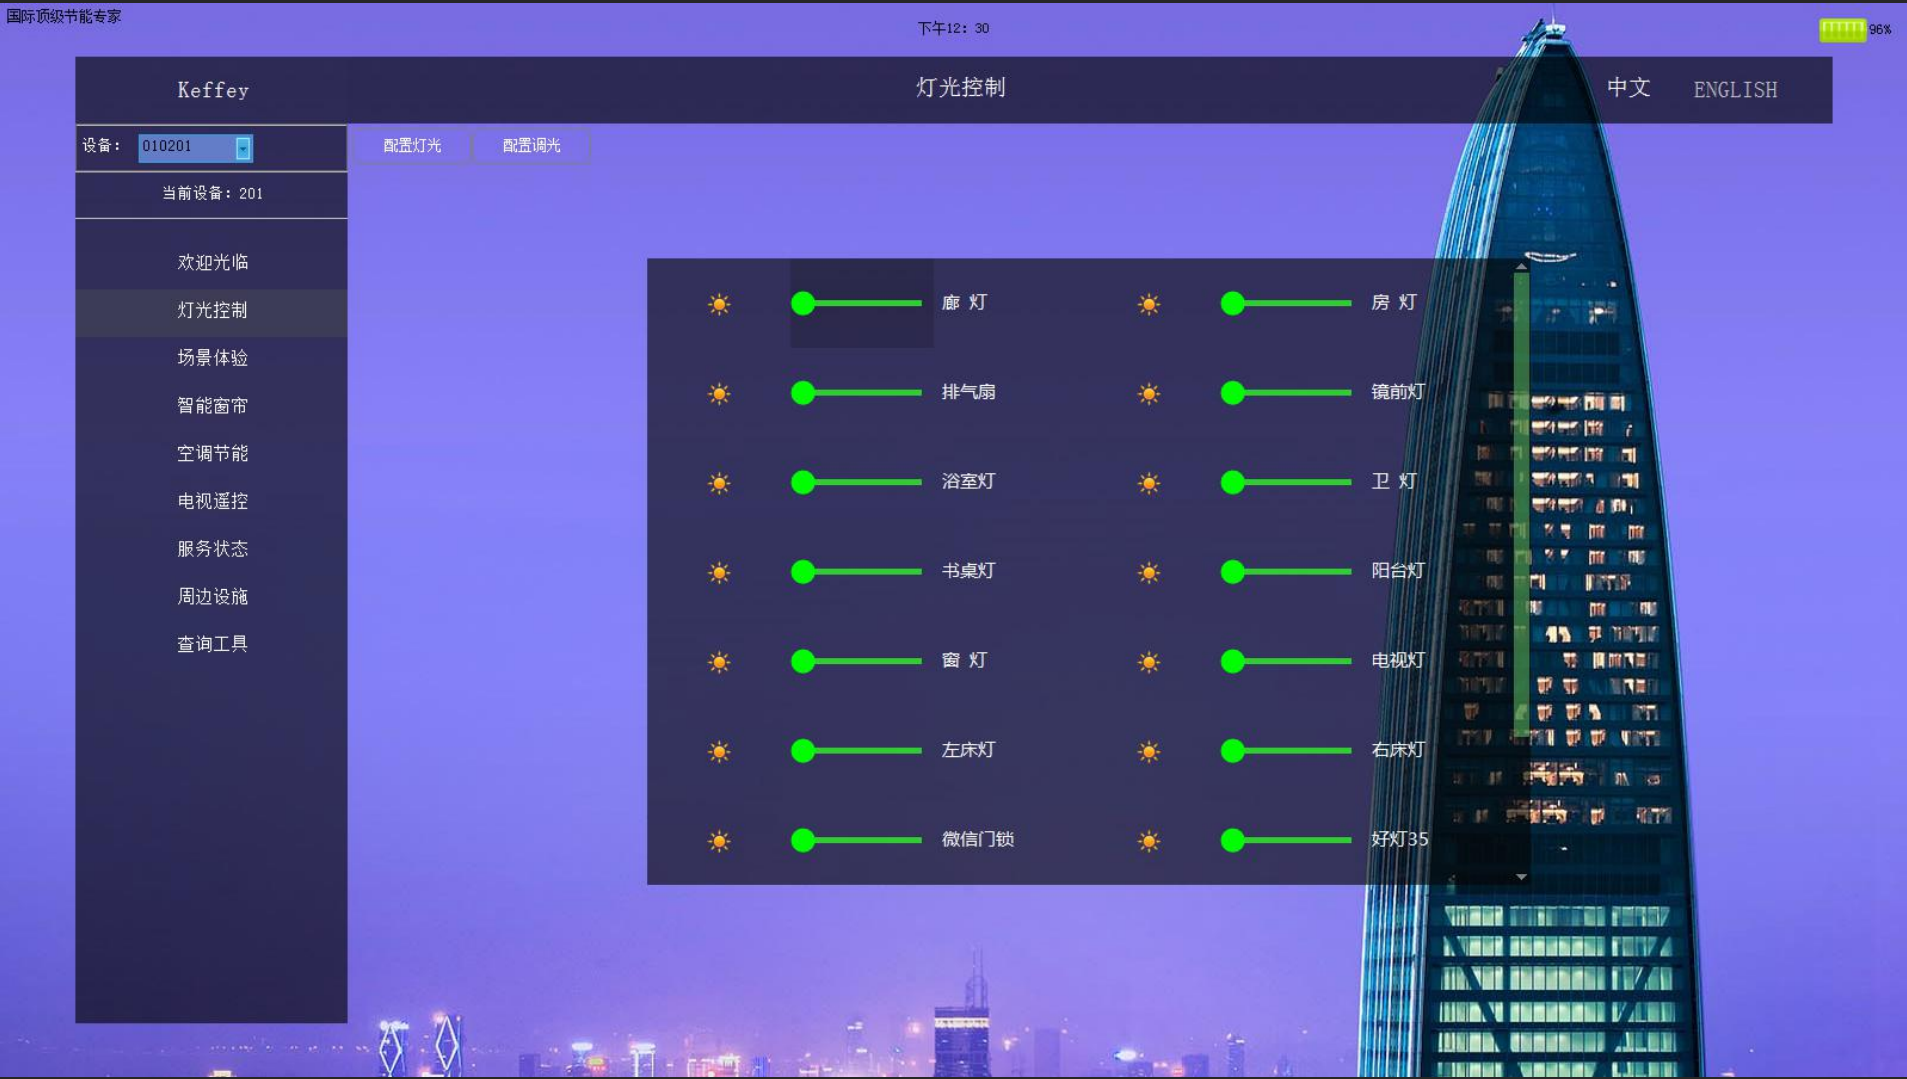 国际顶级节能专家
下午12: 30
96%
Keffey
灯光控制
中文 ENGLISH
设备: 010201
配置灯光 配置调光
当前设备: 201
欢迎光临
灯光控制
场景体验
智能窗帘
空调节能
电视遥控
服务状态
周边设施
查询工具
廊 灯 房 灯
排气扇 镜前灯
浴室灯 卫 灯
书桌灯 阳台灯
窗 灯 电视灯
左床灯 右床灯
微信门锁 好灯35